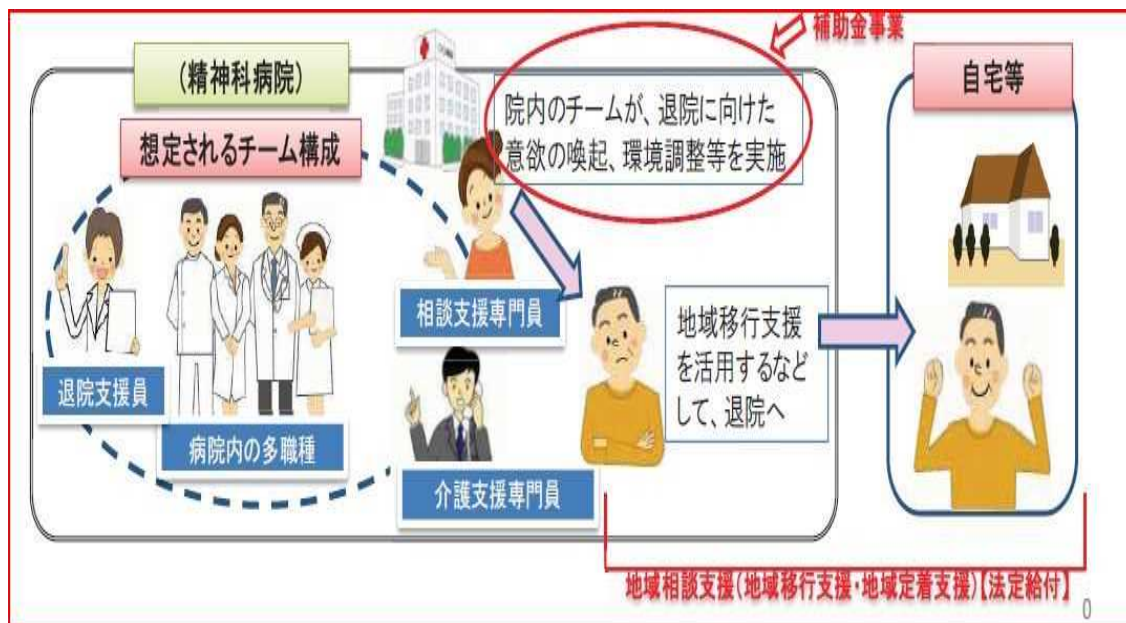 補助金事業
（精神科病院）
想定されるチーム構成
院内のチームが、退院に向けた
意欲の喚起、環境調整等を実施
自宅等
相談支援専門員
地域移行支援
を活用するなど
して、退院へ
退院支援員
病院内の多職種
介護支援専門員
地域相談支援（地域移行支援・地域定着支援）【法定給付】
0